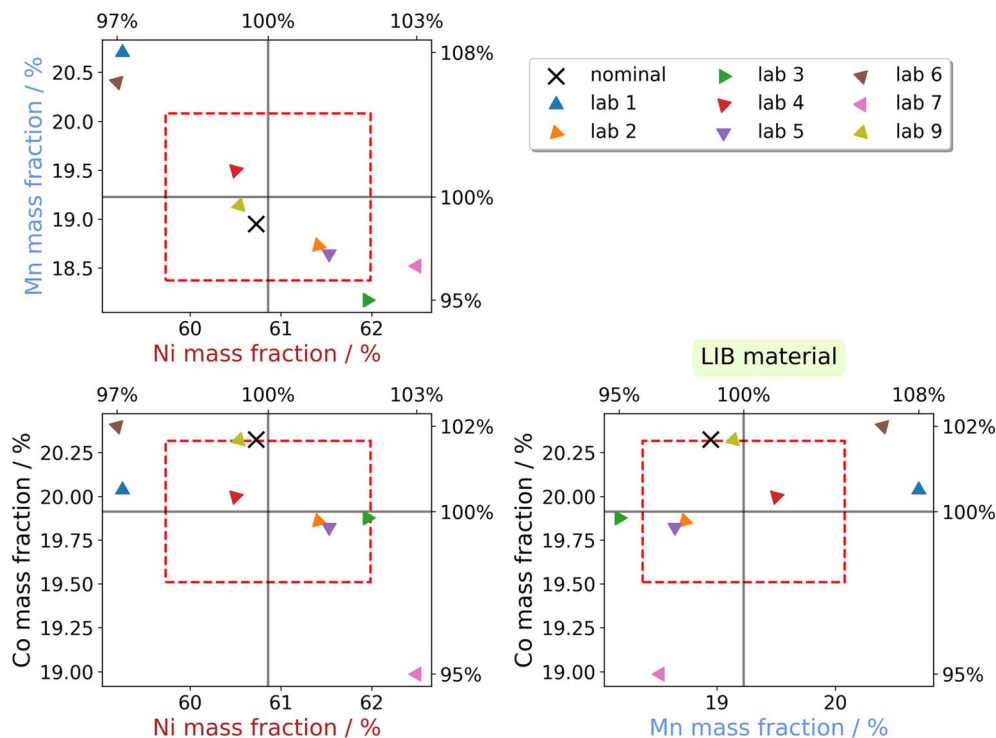 97% 100% 103%
108%
100%
95%
20.5
20.0
19.5
19.0
18.5
Mn mass fraction / %
60 61 62
Ni mass fraction / %
nominal lab 3 lab 6
lab 1 lab 4 lab 7
lab 2 lab 5 lab 9
LIB material
97% 100% 103%
102%
100%
95%
20.25
20.00
19.75
19.50
19.25
19.00
Co mass fraction / %
60 61 62
Ni mass fraction / %
95% 100% 108%
102%
100%
95%
20.25
20.00
19.75
19.50
19.25
19.00
Co mass fraction / %
19 20
Mn mass fraction / %